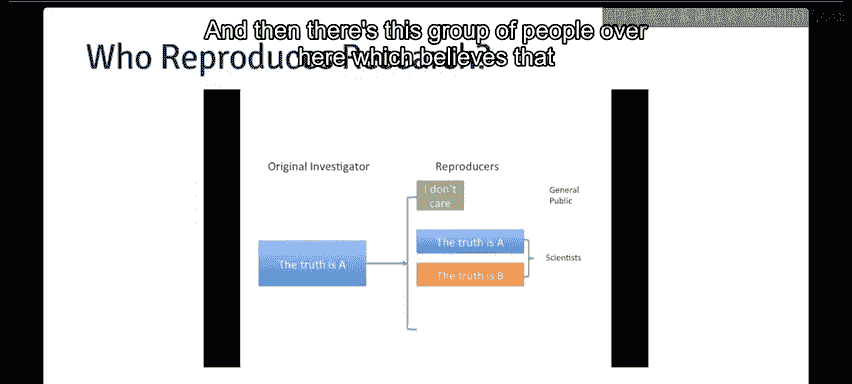 And then there's this group of people over
here which believes that
Who Reproduces Research?
Original Investigator
Reproducers
I don't
care
General
Public
The truth is A
The truth is A
Scientists
The truth is B